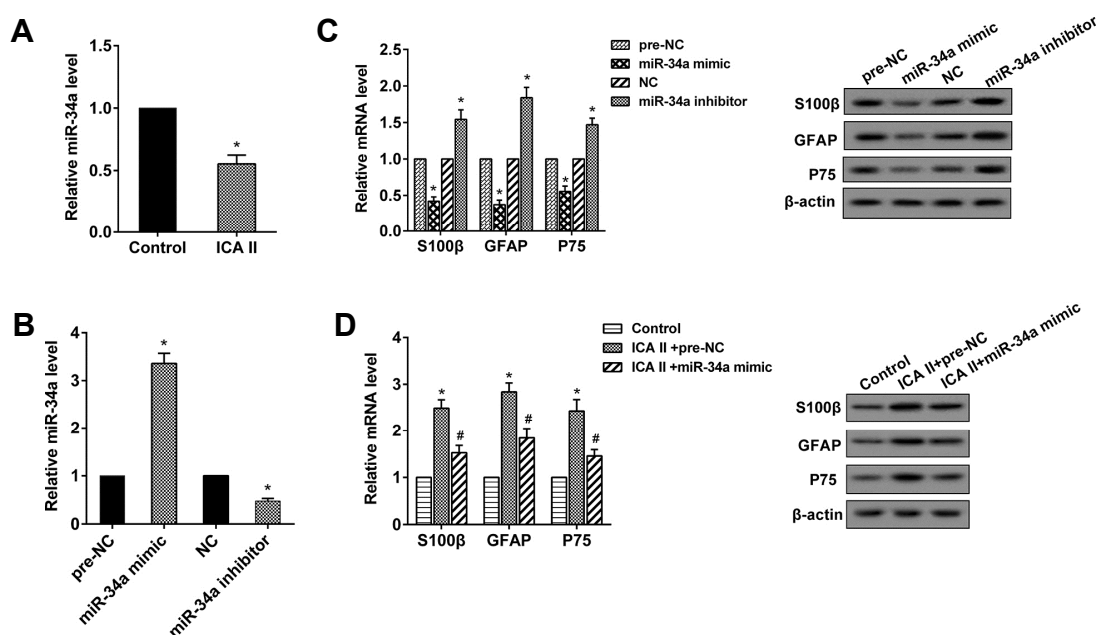 A
Relative miR-34a level
1.5
1.0
0.5
0.0
*
Control
ICA II
B
Relative miR-34a level
4
3
2
1
0
*
*
pre-NC
miR-34a mimic
NC
miR-34a inhibitor
C
Relative mRNA level
2.5
2.0
1.5
1.0
0.5
0.0
*
*
*
*
*
*
S100β
GFAP
P75
pre-NC
miR-34a mimic
NC
miR-34a inhibitor
pre-NC
miR-34a mimic
NC
miR-34a inhibitor
S100β
GFAP
P75
β-actin
D
Relative mRNA level
4
3
2
1
0
*
#
*
#
*
#
S100β
GFAP
P75
Control
ICA II +pre-NC
ICA II +miR-34a mimic
Control
ICA II+pre-NC
ICA II+miR-34a mimic
S100β
GFAP
P75
β-actin